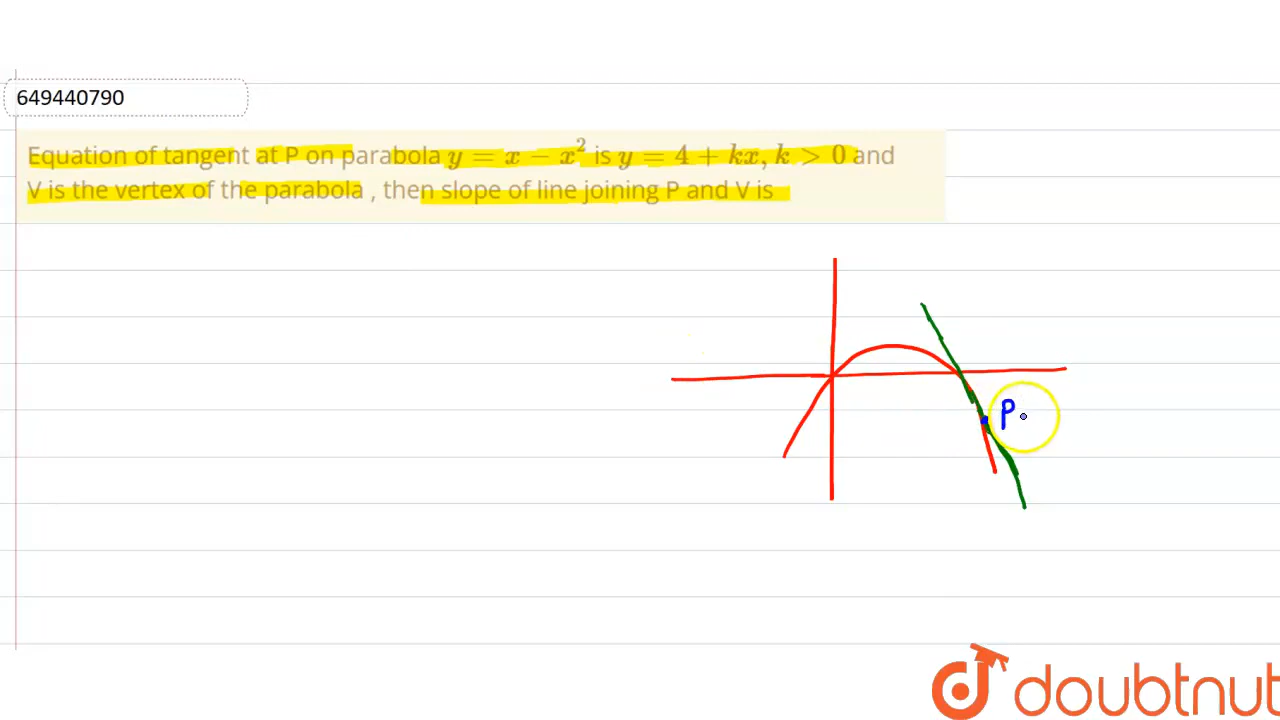 649440790
Equation of tangent at P on parabola y = x − x² is y = 4 + kx, k > 0 and
V is the vertex of the parabola , then slope of line joining P and V is
P
doubtnut